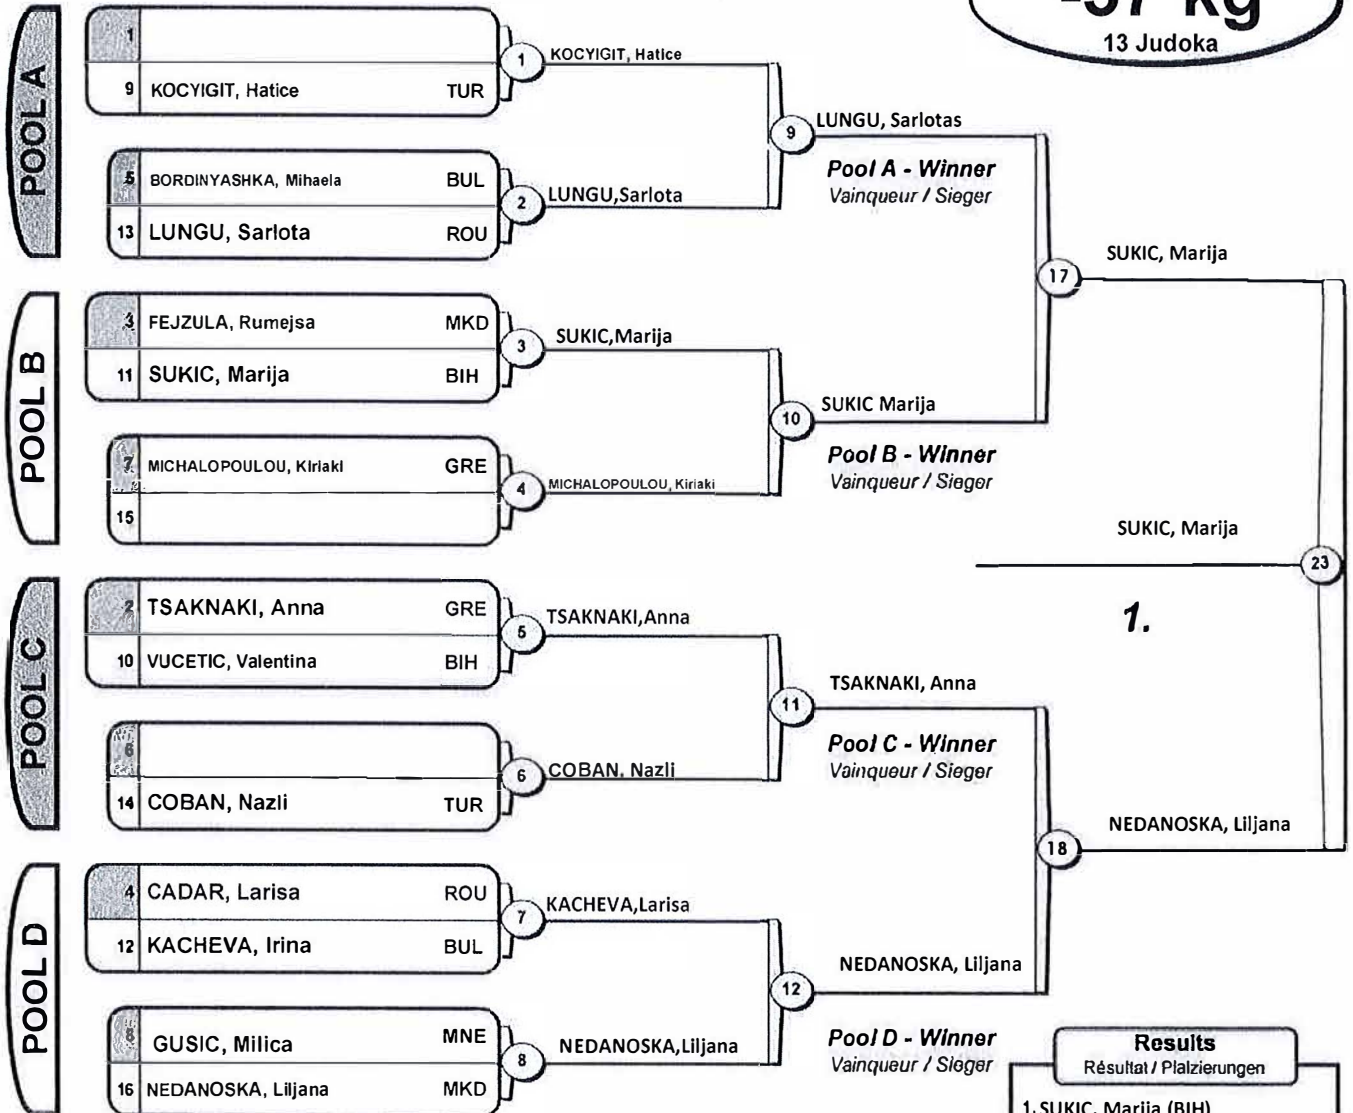 -57 kg
13 Judoka
POOL A
1
9 KOCYIGIT, Hatice TUR
1 KOCYIGIT, Hatice
5 BORDINYASHKA, Mihaela BUL
13 LUNGU, Sarlota ROU
2 LUNGU,Sarlota
9 LUNGU, Sarlotas
Pool A - Winner
Vainqueur / Sieger
POOL B
3 FEJZULA, Rumejsa MKD
11 SUKIC, Marija BIH
3 SUKIC,Marija
7 MICHALOPOULOU, Kiriaki GRE
15
4 MICHALOPOULOU, Kiriaki
10 SUKIC Marija
Pool B - Winner
Vainqueur / Sieger
17 SUKIC, Marija
SUKIC, Marija
23
1.
POOL C
2 TSAKNAKI, Anna GRE
10 VUCETIC, Valentina BIH
5 TSAKNAKI,Anna
6
14 COBAN, Nazli TUR
6 COBAN, Nazli
11 TSAKNAKI, Anna
Pool C - Winner
Vainqueur / Sieger
18 NEDANOSKA, Liljana
POOL D
4 CADAR, Larisa ROU
12 KACHEVA, Irina BUL
7 KACHEVA,Larisa
8 GUSIC, Milica MNE
16 NEDANOSKA, Liljana MKD
8 NEDANOSKA,Liljana
12 NEDANOSKA, Liljana
Pool D - Winner
Vainqueur / Sieger
Results
Résultat / Plalzierungen
1. SUKIC, Marija (BIH)